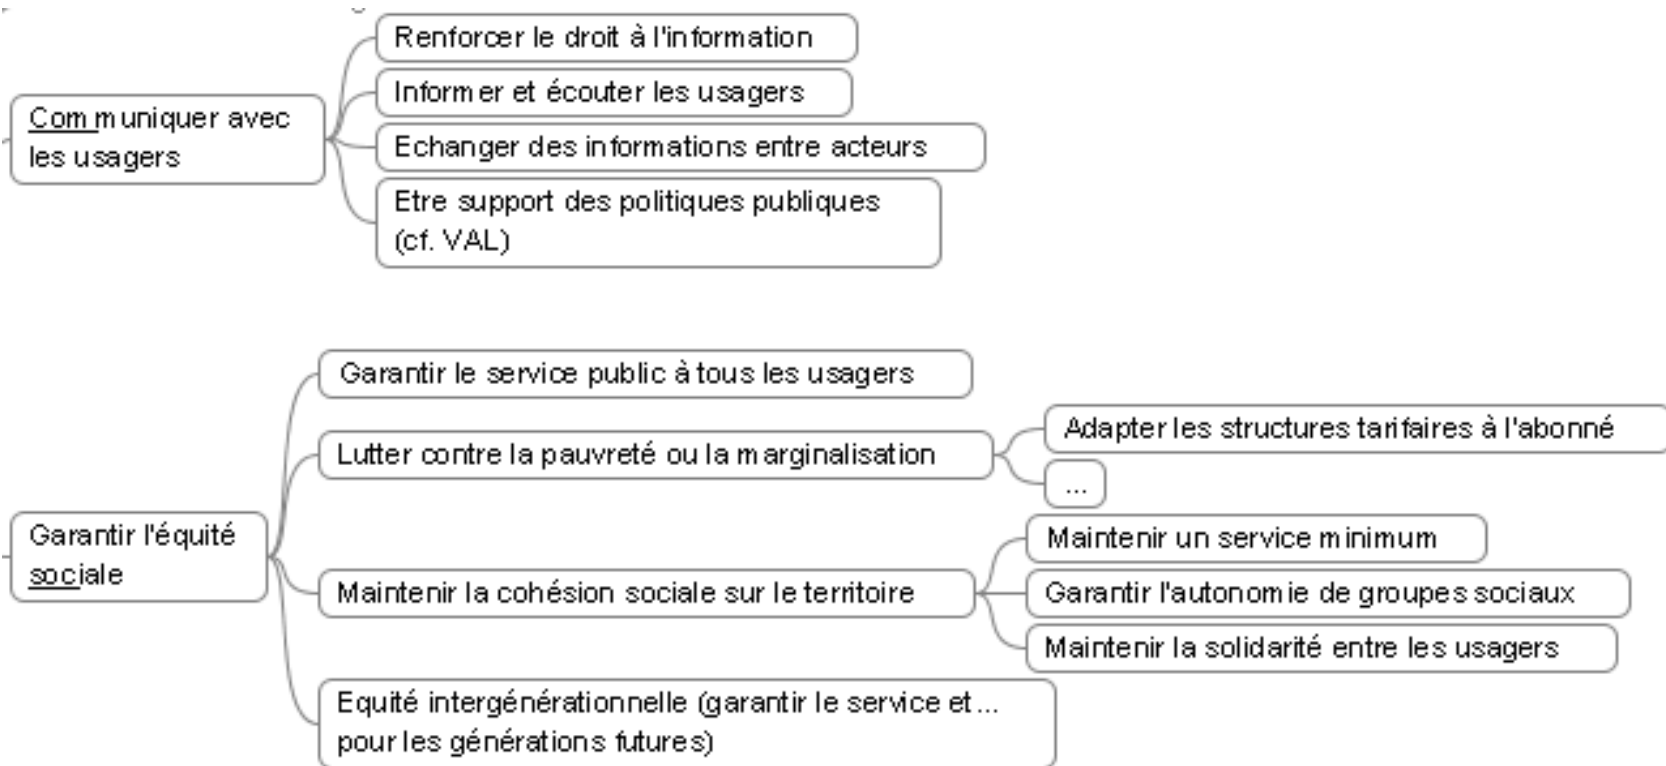 Renforcer le droit à l'information
Informer et écouter les usagers
Communiquer avec
les usagers
Echanger des informations entre acteurs
Etre support des politiques publiques
(cf. VAL)
Garantir le service public à tous les usagers
Adapter les structures tarifaires à l'abonné
Lutter contre la pauvreté ou la marginalisation
...
Garantir l'équité
sociale
Maintenir un service minimum
Maintenir la cohésion sociale sur le territoire
Garantir l'autonomie de groupes sociaux
Maintenir la solidarité entre les usagers
Equité intergénérationnelle (garantir le service et...
pour les générations futures)